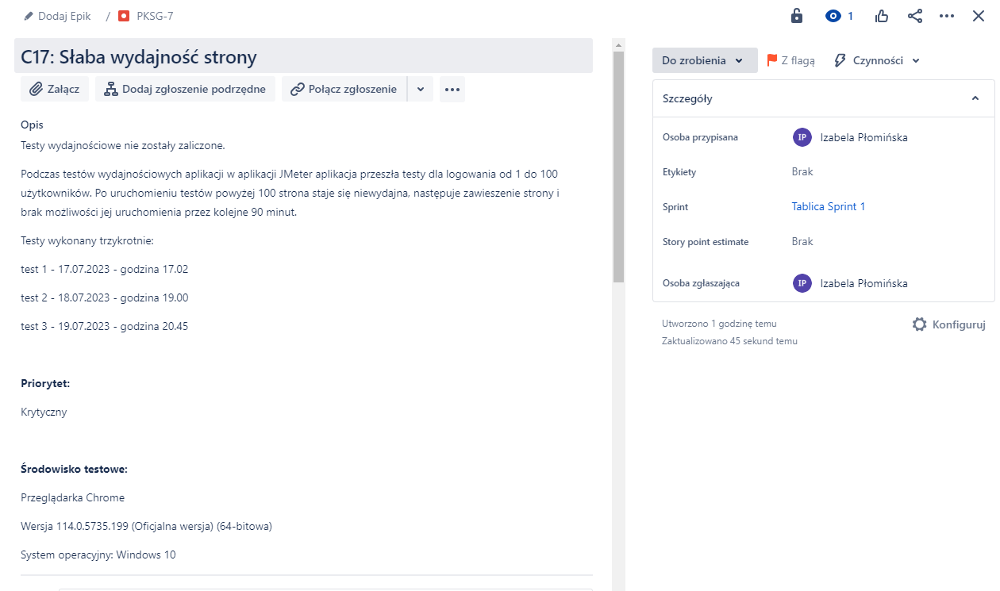 Dodaj Epik / PKSG-7
1
C17: Słaba wydajność strony
Załącz
Dodaj zgłoszenie podrzędne
Połącz zgłoszenie
Opis
Testy wydajnościowe nie zostały zaliczone.
Podczas testów wydajnościowych aplikacji w aplikacji JMeter aplikacja przeszła testy dla logowania od 1 do 100
użytkowników. Po uruchomieniu testów powyżej 100 strona staje się niewydajna, następuje zawieszenie strony i
brak możliwości jej uruchomienia przez kolejne 90 minut.
Testy wykonany trzykrotnie:
test 1 - 17.07.2023 - godzina 17.02
test 2 - 18.07.2023 - godzina 19.00
test 3 - 19.07.2023 - godzina 20.45
Priorytet:
Krytyczny
Środowisko testowe:
Przeglądarka Chrome
Wersja 114.0.5735.199 (Oficjalna wersja) (64-bitowa)
System operacyjny: Windows 10
Do zrobienia
Z flagą
Czynności
Szczegóły
Osoba przypisana IP Izabela Płomińska
Etykiety Brak
Sprint Tablica Sprint 1
Story point estimate Brak
Osoba zgłaszająca IP Izabela Płomińska
Utworzono 1 godzinę temu
Konfiguruj
Zaktualizowano 45 sekund temu